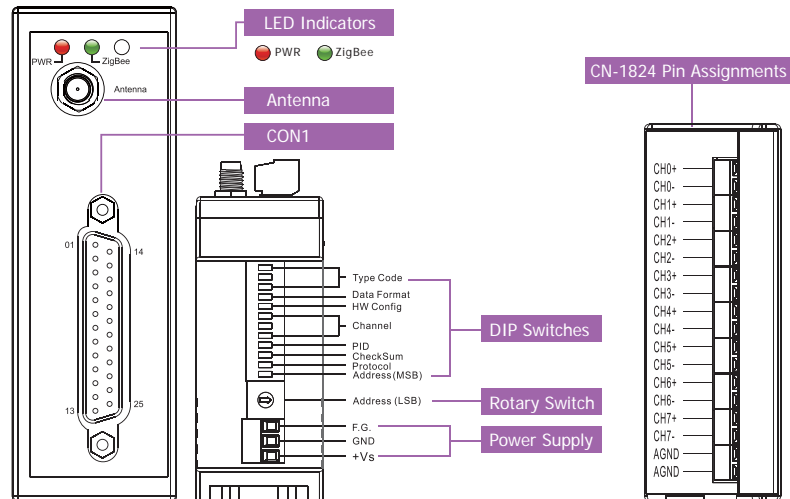 LED Indicators
PWR ZigBee
PWR ZigBee
Antenna
Antenna
CON1
01
14
13
25
Type Code
Data Format
HW Config
Channel
PID
CheckSum
Protocol
Address(MSB)
DIP Switches
Address (LSB)
Rotary Switch
F.G.
GND
+Vs
Power Supply
CN-1824 Pin Assignments
CH0+
CH0-
CH1+
CH1-
CH2+
CH2-
CH3+
CH3-
CH4+
CH4-
CH5+
CH5-
CH6+
CH6-
CH7+
CH7-
AGND
AGND